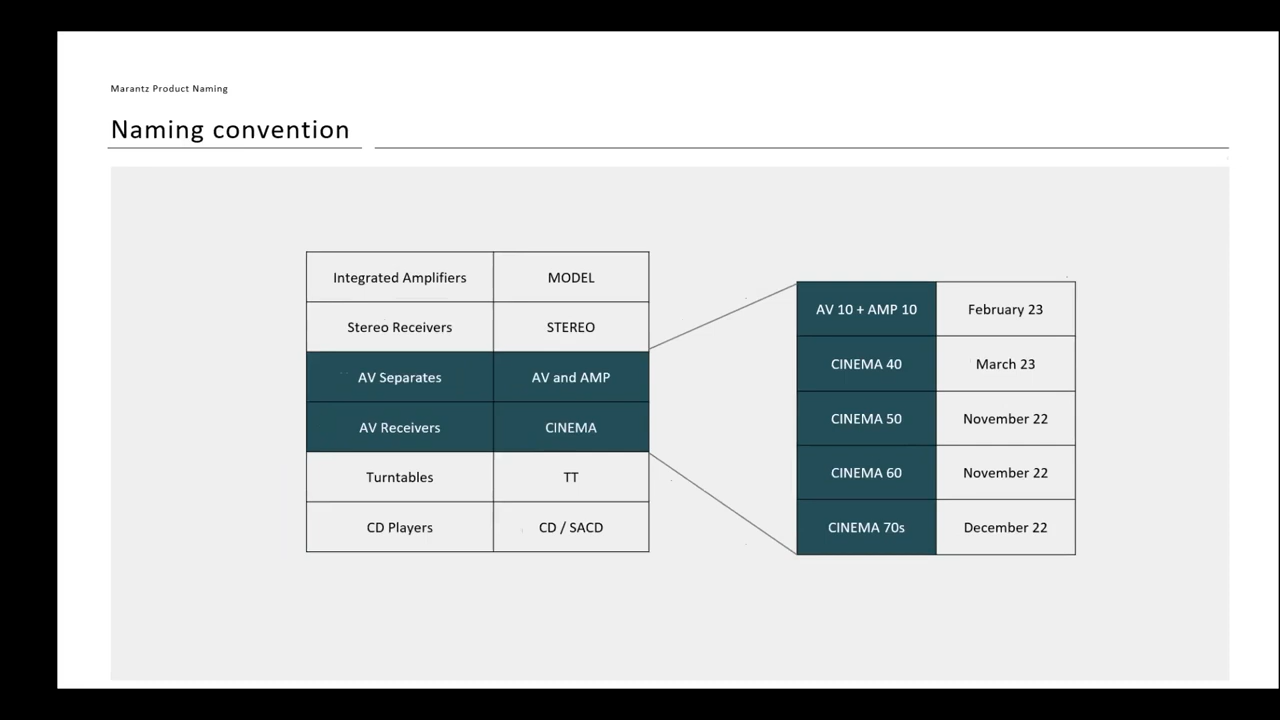 Marantz Product Naming
Naming convention
Integrated Amplifiers MODEL
Stereo Receivers STEREO
AV Separates AV and AMP
AV Receivers CINEMA
Turntables TT
CD Players CD / SACD
AV 10 + AMP 10 February 23
CINEMA 40 March 23
CINEMA 50 November 22
CINEMA 60 November 22
CINEMA 70s December 22